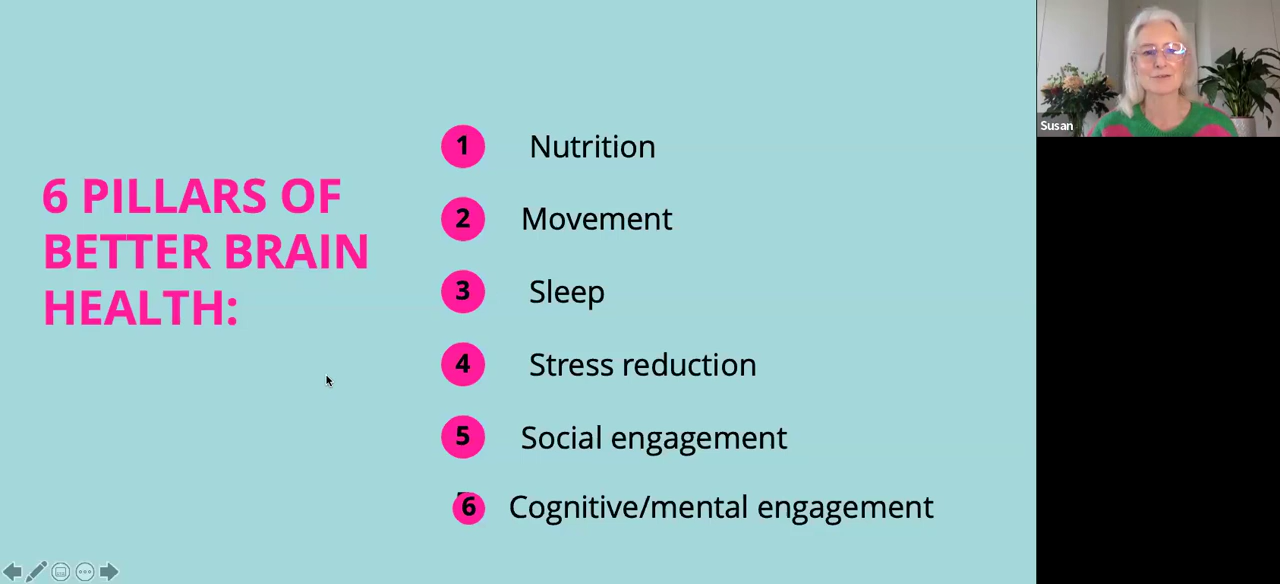 6 PILLARS OF
BETTER BRAIN
HEALTH:
1 Nutrition
2 Movement
3 Sleep
4 Stress reduction
5 Social engagement
6 Cognitive/mental engagement
Susan